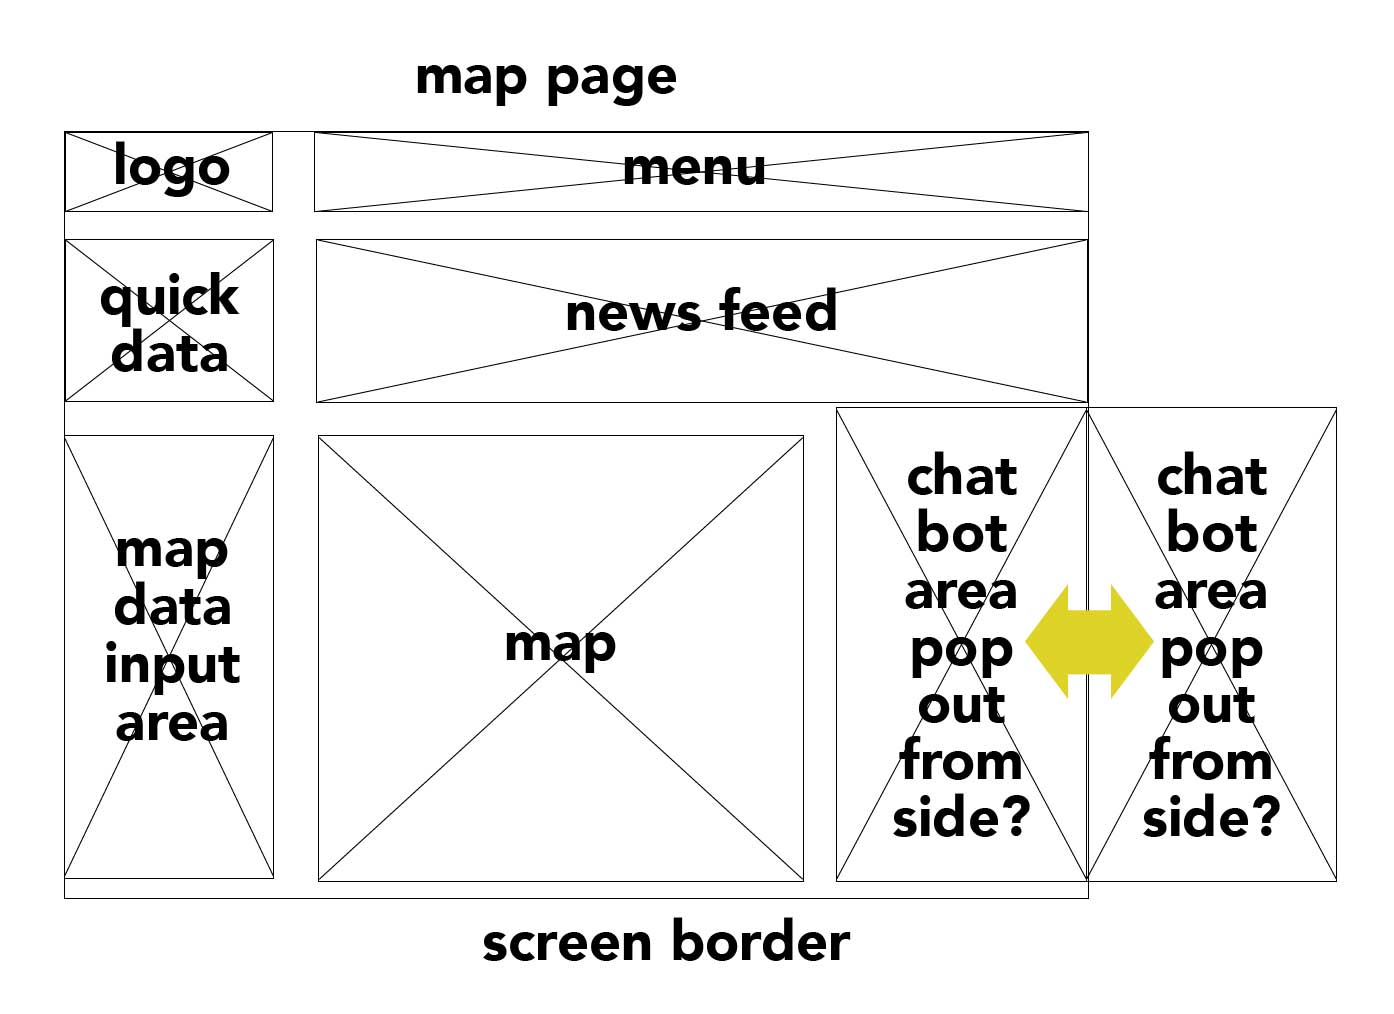 map page
logo
menu
quick
data
news feed
map
data
input
area
map
chat
bot
area
pop
out
from
side?
chat
bot
area
pop
out
from
side?
screen border